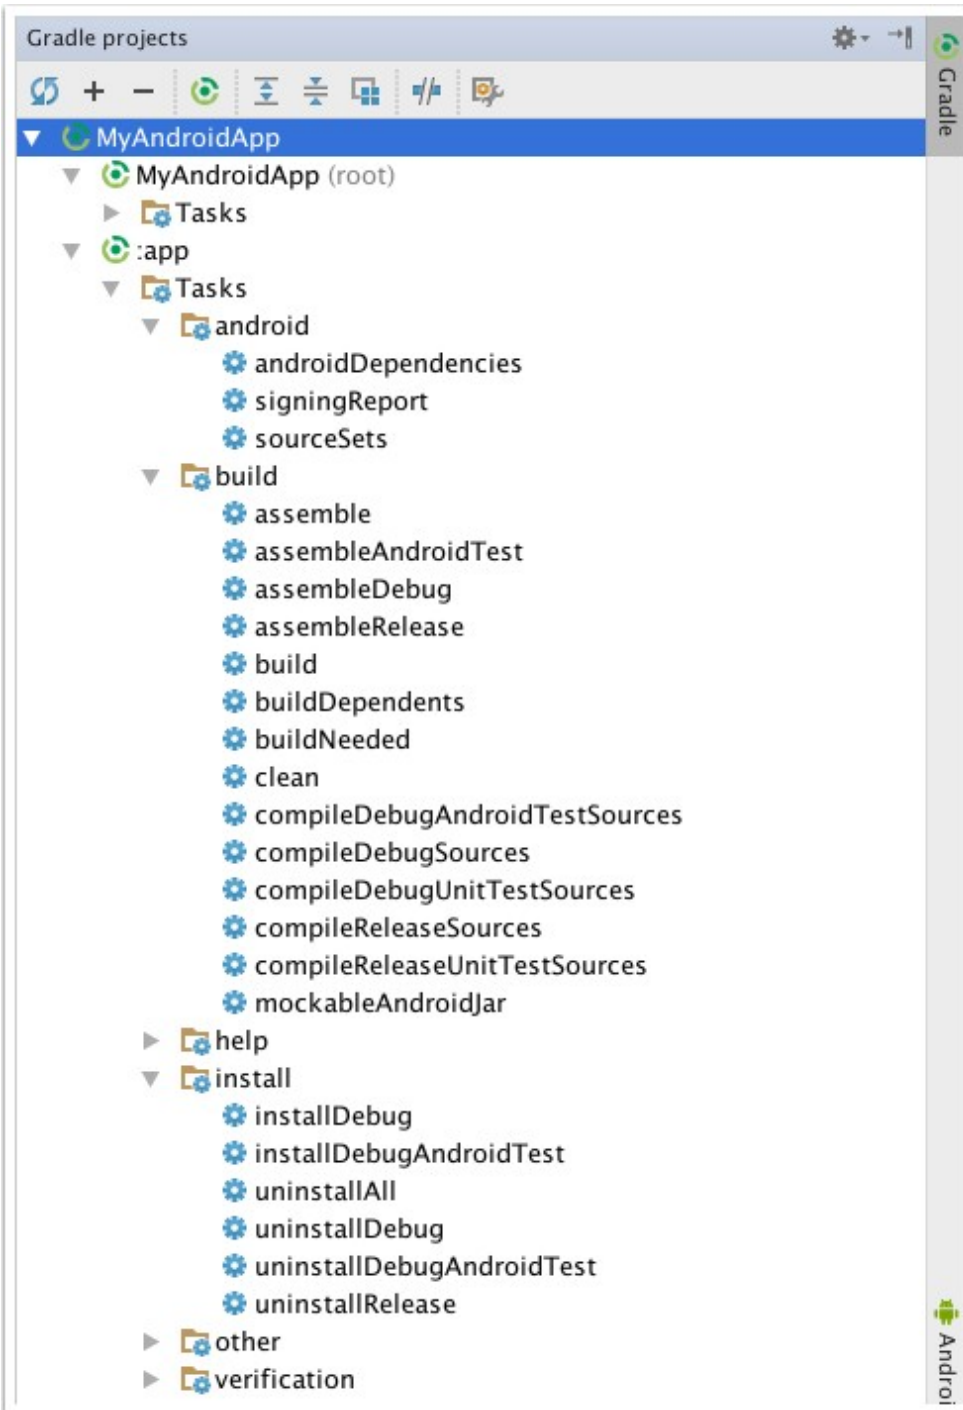 Gradle projects
MyAndroidApp
MyAndroidApp (root)
Tasks
:app
Tasks
android
androidDependencies
signingReport
sourceSets
build
assemble
assembleAndroidTest
assembleDebug
assembleRelease
build
buildDependents
buildNeeded
clean
compileDebugAndroidTestSources
compileDebugSources
compileDebugUnitTestSources
compileReleaseSources
compileReleaseUnitTestSources
mockableAndroidJar
help
install
installDebug
installDebugAndroidTest
uninstallAll
uninstallDebug
uninstallDebugAndroidTest
uninstallRelease
other
verification
Gradle
Androi